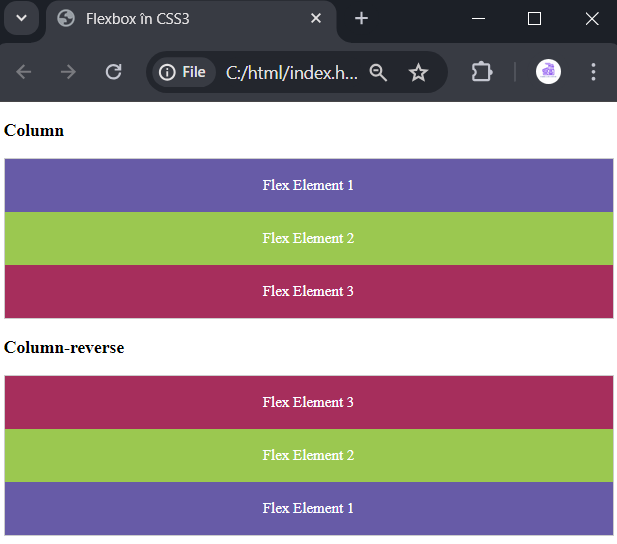 Flexbox în CSS3
File
C:/html/index.h...
Column
Flex Element 1
Flex Element 2
Flex Element 3
Column-reverse
Flex Element 3
Flex Element 2
Flex Element 1